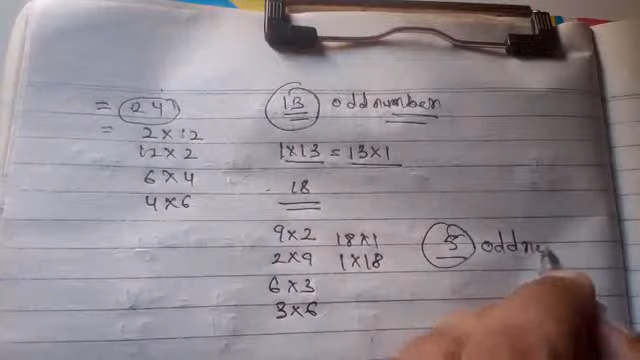 = 24
= 2 x 12
12 x 2
6 x 4
4 x 6
13 odd number
1 x 13 = 13 x 1
18
9 x 2 18 x 1
2 x 9 1 x 18
6 x 3
3 x 6
5 odd n